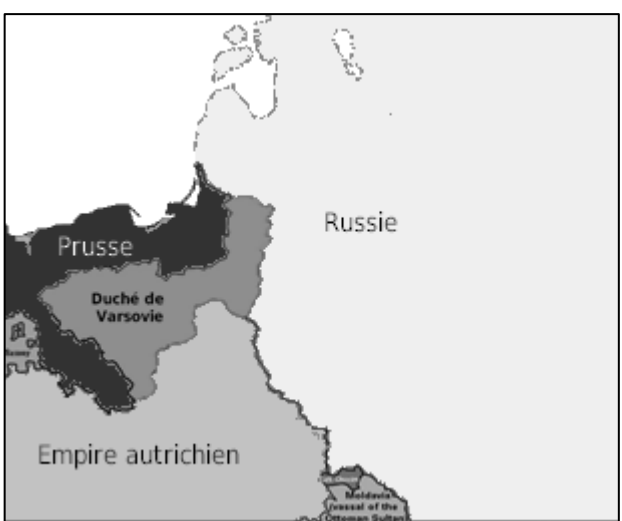 Russie
Prusse
Duché de
Varsovie
Empire autrichien
Moldavia
(vassal of the
Ottoman Sultan